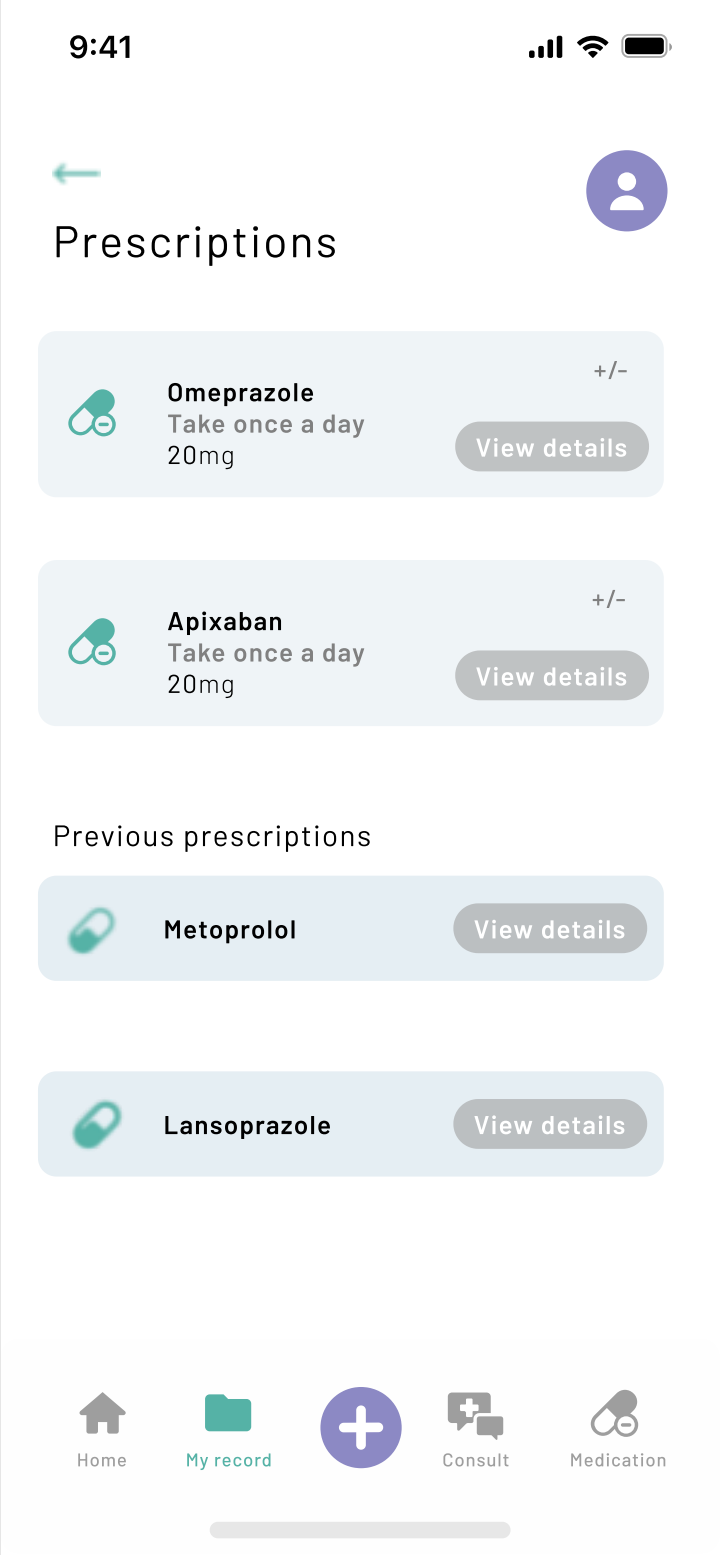 9:41
Prescriptions
+/-
Omeprazole
Take once a day
20mg
View details
+/-
Apixaban
Take once a day
20mg
View details
Previous prescriptions
Metoprolol
View details
Lansoprazole
View details
Home
My record
Consult
Medication